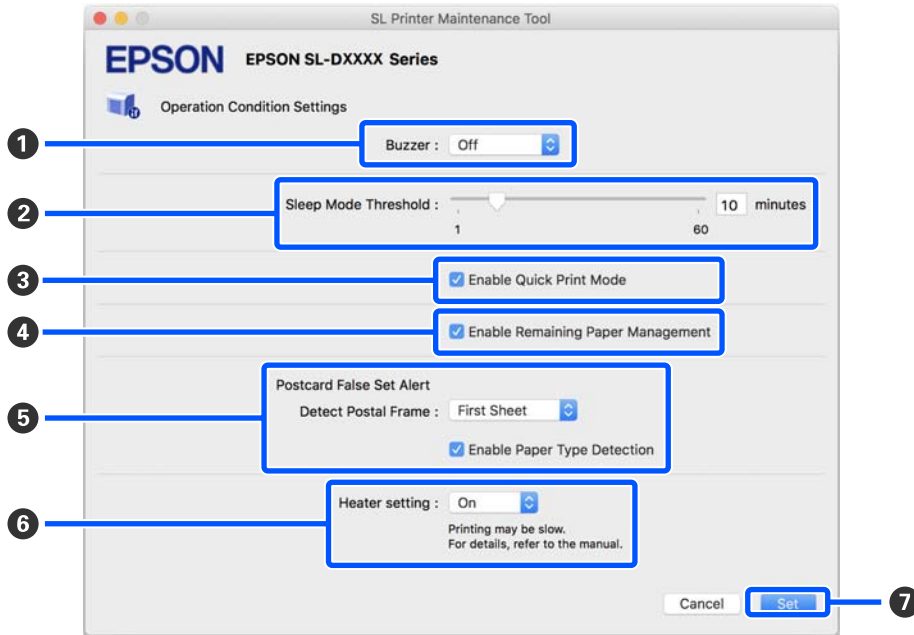 SL Printer Maintenance Tool
EPSON EPSON SL-DXXXX Series
Operation Condition Settings
1 Buzzer : Off
2 Sleep Mode Threshold : 10 minutes
1 60
3 Enable Quick Print Mode
4 Enable Remaining Paper Management
Postcard False Set Alert
5 Detect Postal Frame : First Sheet
Enable Paper Type Detection
6 Heater setting : On
Printing may be slow.
For details, refer to the manual.
Cancel Set 7